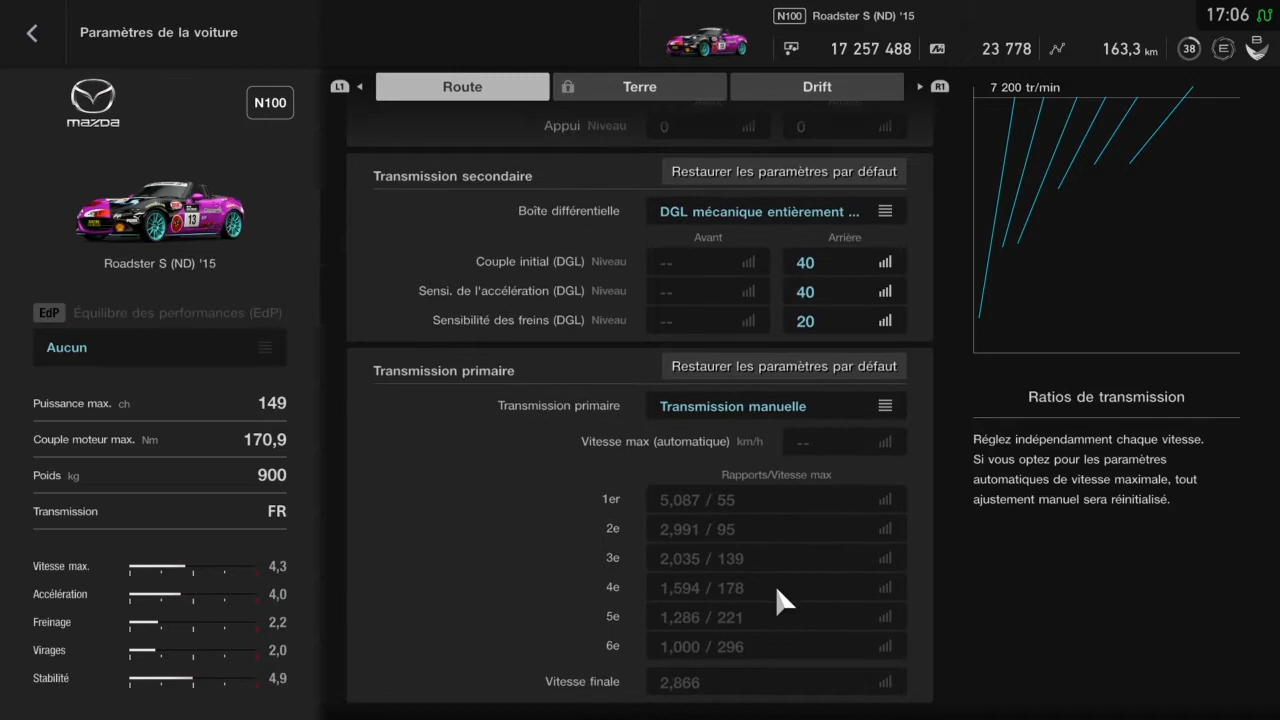 Paramètres de la voiture
N100 Roadster S (ND) '15
17:06
17 257 488
23 778
163,3 km
38
E
B
mazda
N100
Roadster S (ND) '15
EdP Équilibre des performances (EdP)
Aucun
Puissance max. ch 149
Couple moteur max. Nm 170,9
Poids kg 900
Transmission FR
Vitesse max. 4,3
Accélération 4,0
Freinage 2,2
Virages 2,0
Stabilité 4,9
L1 Route Terre Drift R1
Appui Niveau 0 0
Transmission secondaire Restaurer les paramètres par défaut
Boîte différentielle DGL mécanique entièrement ...
Avant Arrière
Couple initial (DGL) Niveau -- 40
Sensi. de l'accélération (DGL) Niveau -- 40
Sensibilité des freins (DGL) Niveau -- 20
Transmission primaire Restaurer les paramètres par défaut
Transmission primaire Transmission manuelle
Vitesse max (automatique) km/h --
Rapports/Vitesse max
1er 5,087 / 55
2e 2,991 / 95
3e 2,035 / 139
4e 1,594 / 178
5e 1,286 / 221
6e 1,000 / 296
Vitesse finale 2,866
7 200 tr/min
Ratios de transmission
Réglez indépendamment chaque vitesse.
Si vous optez pour les paramètres
automatiques de vitesse maximale, tout
ajustement manuel sera réinitialisé.